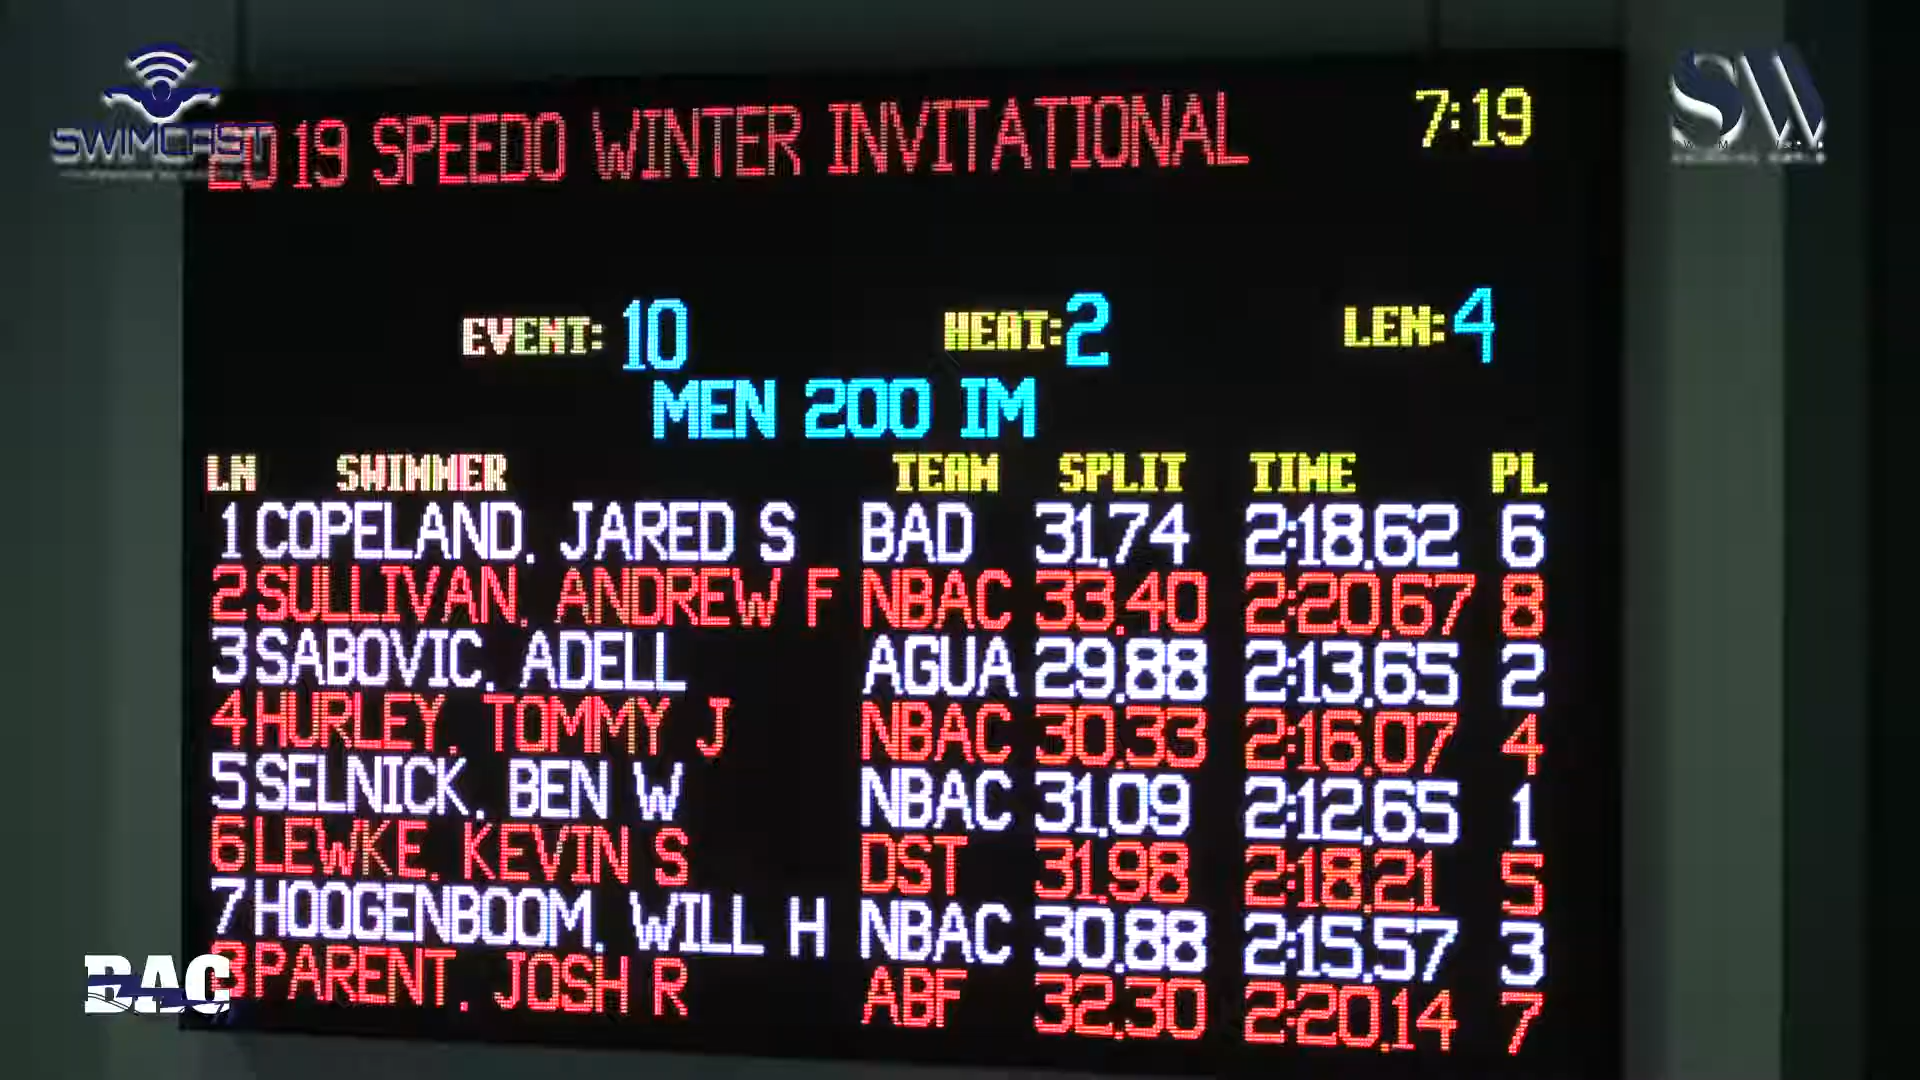 SWIMCAST
SW
2019 SPEEDO WINTER INVITATIONAL 7:19
EVENT: 10 HEAT: 2 LEN: 4
MEN 200 IM
LN SWIMMER TEAM SPLIT TIME PL
1 COPELAND, JARED S BAD 31.74 2:18.62 6
2 SULLIVAN, ANDREW F NBAC 33.40 2:20.67 8
3 SABOVIC, ADELL AGUA 29.88 2:13.65 2
4 HURLEY, TOMMY J NBAC 30.33 2:16.07 4
5 SELNICK, BEN W NBAC 31.09 2:12.65 1
6 LEWKE, KEVIN S DST 31.98 2:18.21 5
7 HOOGENBOOM, WILL H NBAC 30.88 2:15.57 3
8 PARENT, JOSH R ABF 32.30 2:20.14 7
BAC